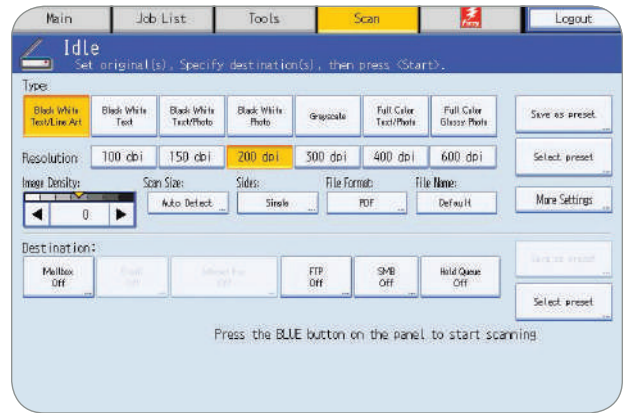 Main Job List Tools Scan Fiery Logout
Idle
Set original(s), Specify destination(s), then press <Start>.
Type:
Black White Text/Line Art
Black White Text
Black White Text/Photo
Black White Photo
Grayscale
Full Color Text/Photo
Full Color Glossy Photo
Save as preset
...
Resolution 100 dpi 150 dpi 200 dpi 300 dpi 400 dpi 600 dpi
Select preset
...
Image Density: Scan Size: Sides: File Format: File Name:
0 Auto Detect ... Single ... PDF ... Default
More Settings
...
Destination:
Mailbox Off ...
FTP Off ...
SMB Off ...
Hold Queue Off
Save as preset
...
Select preset
...
Press the BLUE button on the panel to start scanning